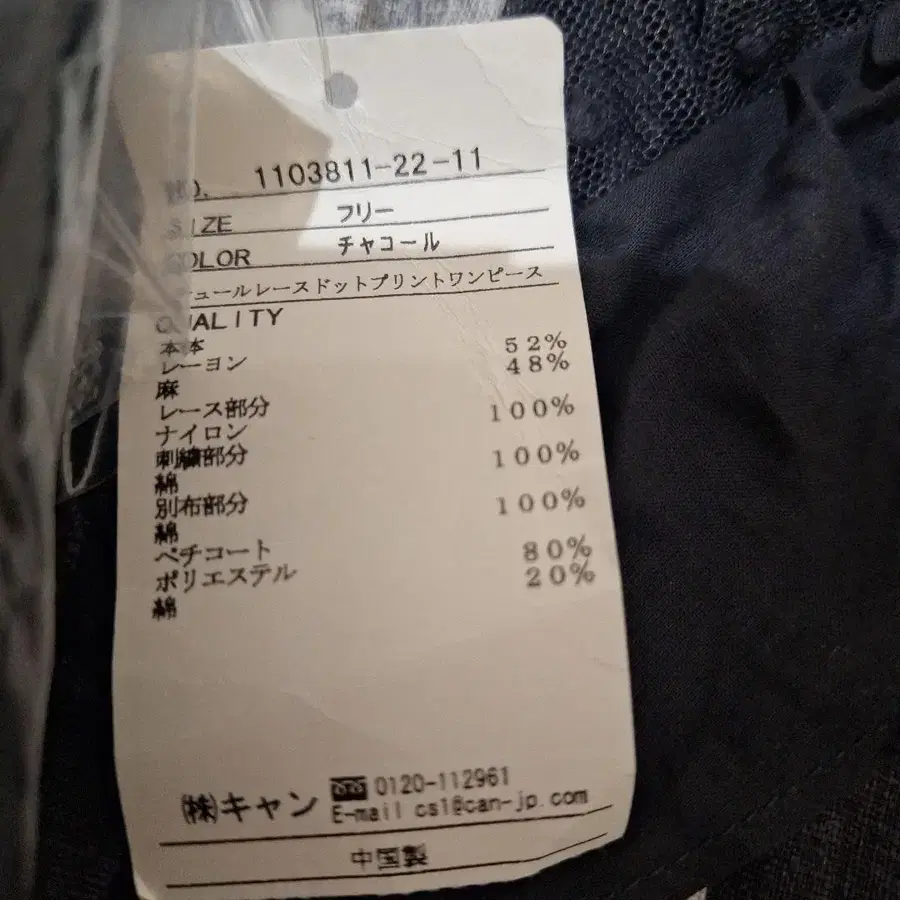 NO. 1103811-22-11
SIZE フリー
COLOR チャコール
チュールレースドットプリントワンピース
QUALITY
本体
レーヨン 52%
麻 48%
レース部分
ナイロン 100%
刺繍部分
綿 100%
別布部分
綿 100%
ペチコート
ポリエステル 80%
綿 20%
㈱キャン 0120-112961
E-mail cs1@can-jp.com
中国製